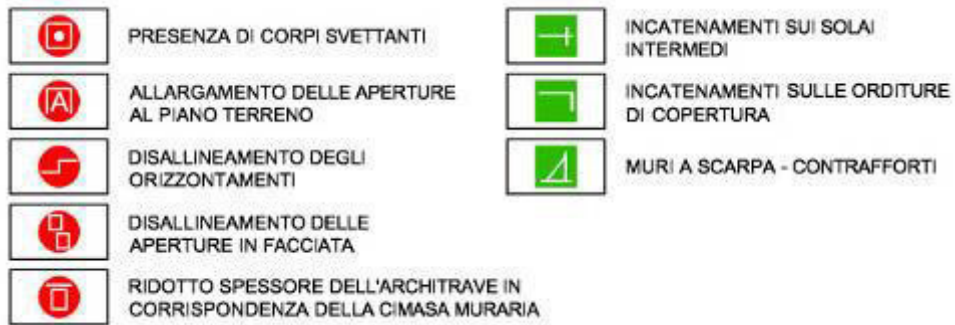 PRESENZA DI CORPI SVETTANTI
A
ALLARGAMENTO DELLE APERTURE
AL PIANO TERRENO
DISALLINEAMENTO DEGLI
ORIZZONTAMENTI
DISALLINEAMENTO DELLE
APERTURE IN FACCIATA
RIDOTTO SPESSORE DELL'ARCHITRAVE IN
CORRISPONDENZA DELLA CIMASA MURARIA
INCATENAMENTI SUI SOLAI
INTERMEDI
INCATENAMENTI SULLE ORDITURE
DI COPERTURA
MURI A SCARPA - CONTRAFFORTI